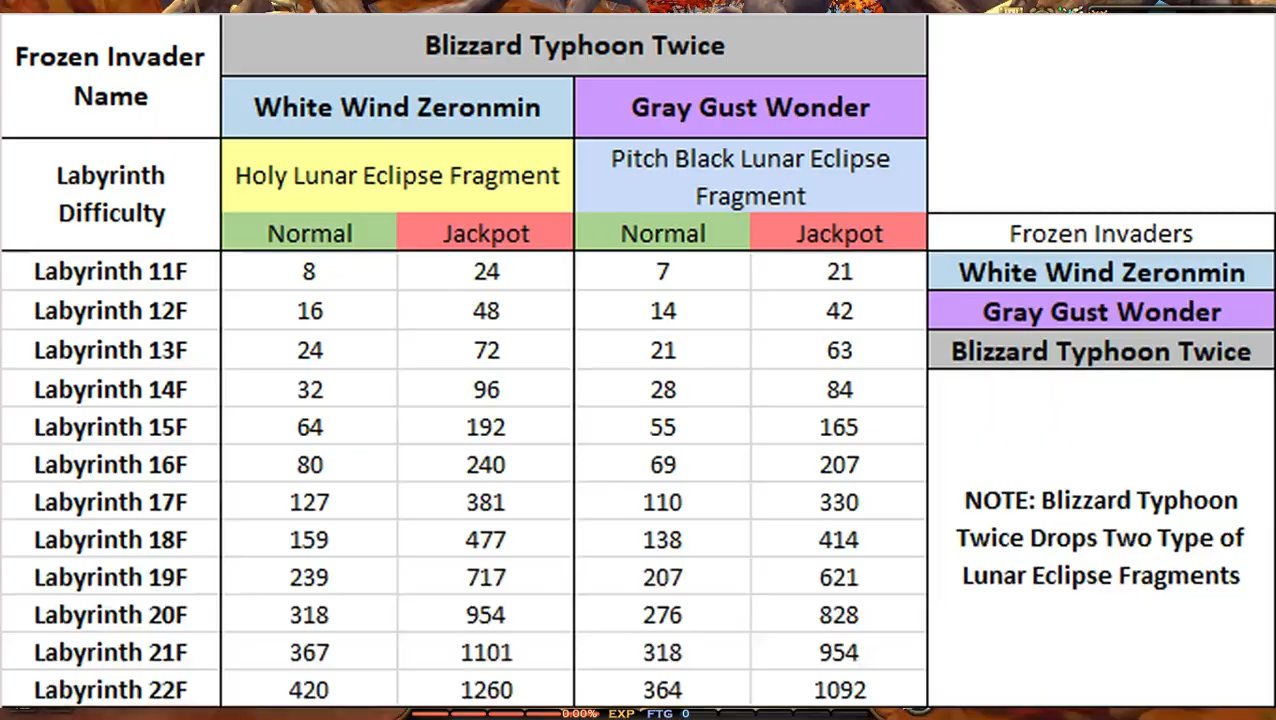 Frozen Invader
Name
Blizzard Typhoon Twice
White Wind Zeronmin
Gray Gust Wonder
Labyrinth
Difficulty
Holy Lunar Eclipse Fragment
Pitch Black Lunar Eclipse
Fragment
Normal Jackpot Normal Jackpot Frozen Invaders
Labyrinth 11F 8 24 7 21 White Wind Zeronmin
Labyrinth 12F 16 48 14 42 Gray Gust Wonder
Labyrinth 13F 24 72 21 63 Blizzard Typhoon Twice
Labyrinth 14F 32 96 28 84
Labyrinth 15F 64 192 55 165
Labyrinth 16F 80 240 69 207
Labyrinth 17F 127 381 110 330
Labyrinth 18F 159 477 138 414
Labyrinth 19F 239 717 207 621
Labyrinth 20F 318 954 276 828
Labyrinth 21F 367 1101 318 954
Labyrinth 22F 420 1260 364 1092
NOTE: Blizzard Typhoon
Twice Drops Two Type of
Lunar Eclipse Fragments
0.00% EXP FTG 0